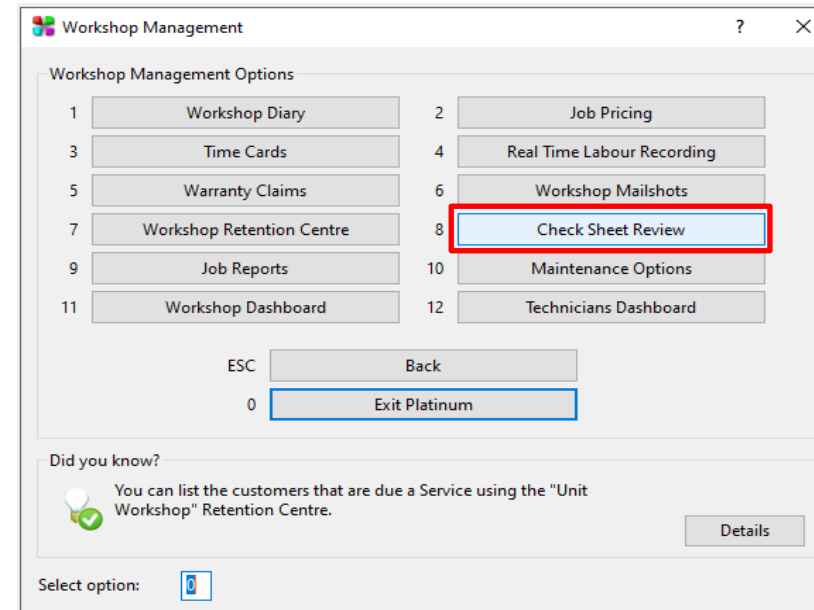 Workshop Management ?
Workshop Management Options
1 Workshop Diary 2 Job Pricing
3 Time Cards 4 Real Time Labour Recording
5 Warranty Claims 6 Workshop Mailshots
7 Workshop Retention Centre 8 Check Sheet Review
9 Job Reports 10 Maintenance Options
11 Workshop Dashboard 12 Technicians Dashboard
ESC Back
0 Exit Platinum
Did you know?
You can list the customers that are due a Service using the "Unit
Workshop" Retention Centre.
Details
Select option: 0